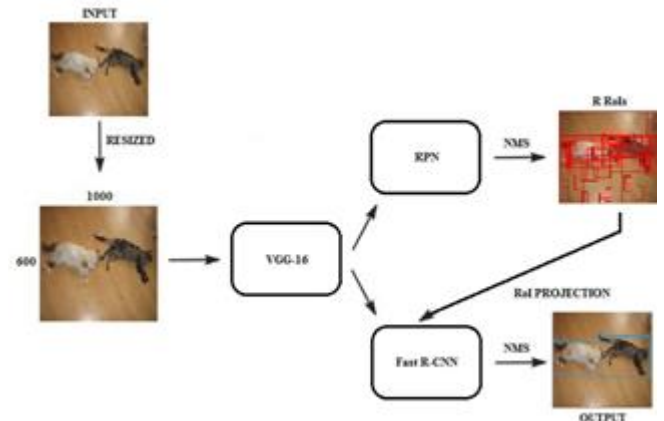 INPUT
RESIZED
1000
600
VGG-16
RPN
NMS
R RoIs
RoI PROJECTION
Fast R-CNN
NMS
OUTPUT